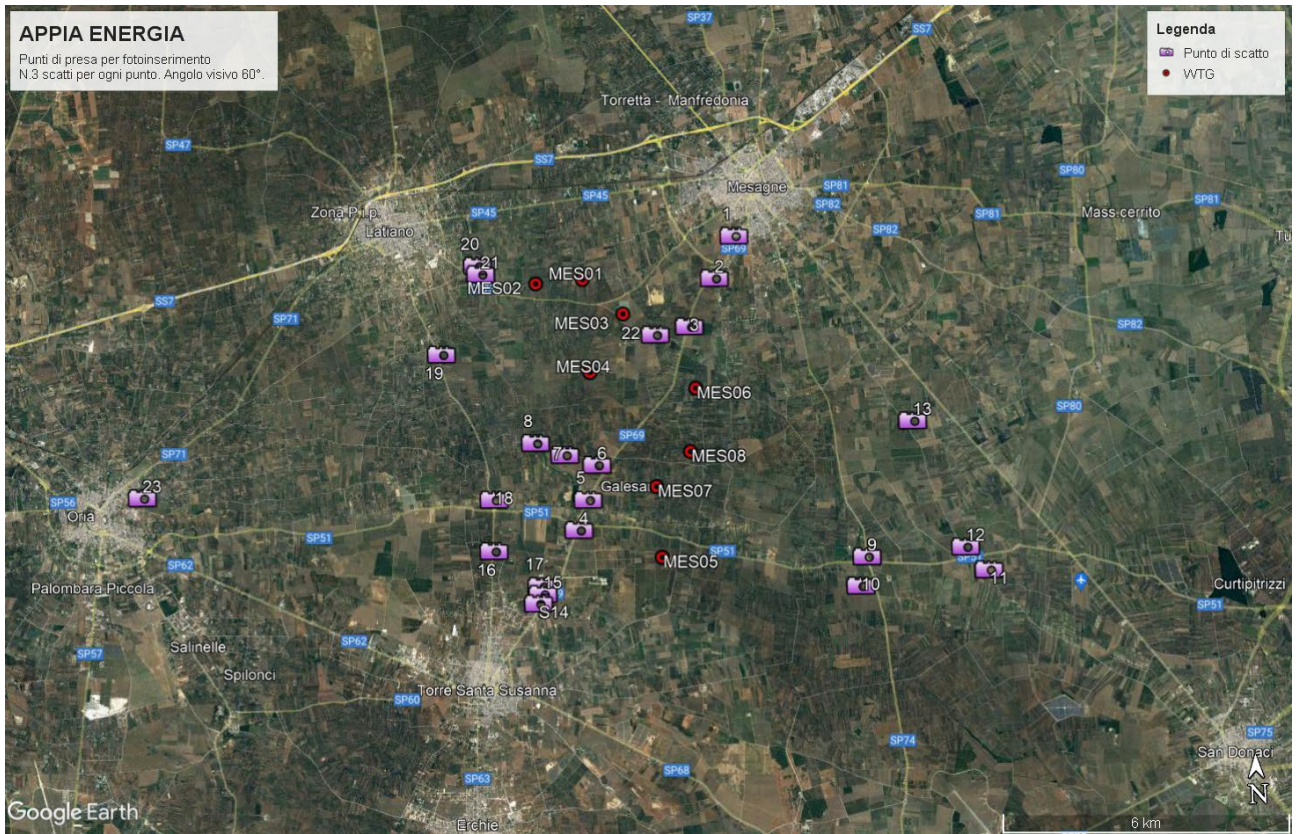 APPIA ENERGIA
Punti di presa per fotoinserimento
N.3 scatti per ogni punto. Angolo visivo 60°.
Legenda
Punto di scatto
WTG
SP37
SS7
Torretta - Manfredonia
SP47
SS7
SP80
Mesagne
SP81
SP45
SP82
SP81
Zona P.i.p.
SP45
SP81
Mass cerrito
Latiano
1
SP82
SP69
20
21
2
MES01
MES02
SS7
SP71
MES03
22
3
SP82
19
MES04
MES06
SP80
13
8
SP69
SP71
7
6
MES08
23
SP56
18
5
Galesai
MES07
Oria
SP51
4
SP51
12
9
SP51
SP51
MES05
16
17
11
SP62
Palombara Piccola
15
10
Curtipitrizzi
S14
SP51
SP62
Salinelle
SP57
Spilonci
SP60
Torre Santa Susanna
SP75
SP74
San Donaci
SP68
SP63
N
Google Earth
Erchie
6 km